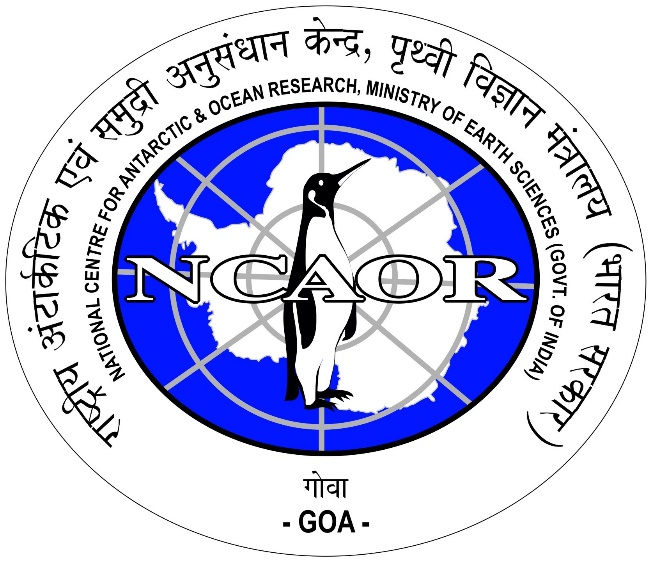 राष्ट्रीय अंटार्कटिक एवं समुद्री अनुसंधान केन्द्र, पृथ्वी विज्ञान मंत्रालय (भारत सरकार)
NATIONAL CENTRE FOR ANTARCTIC & OCEAN RESEARCH, MINISTRY OF EARTH SCIENCES (GOVT. OF INDIA)
NCAOR
गोवा
- GOA -